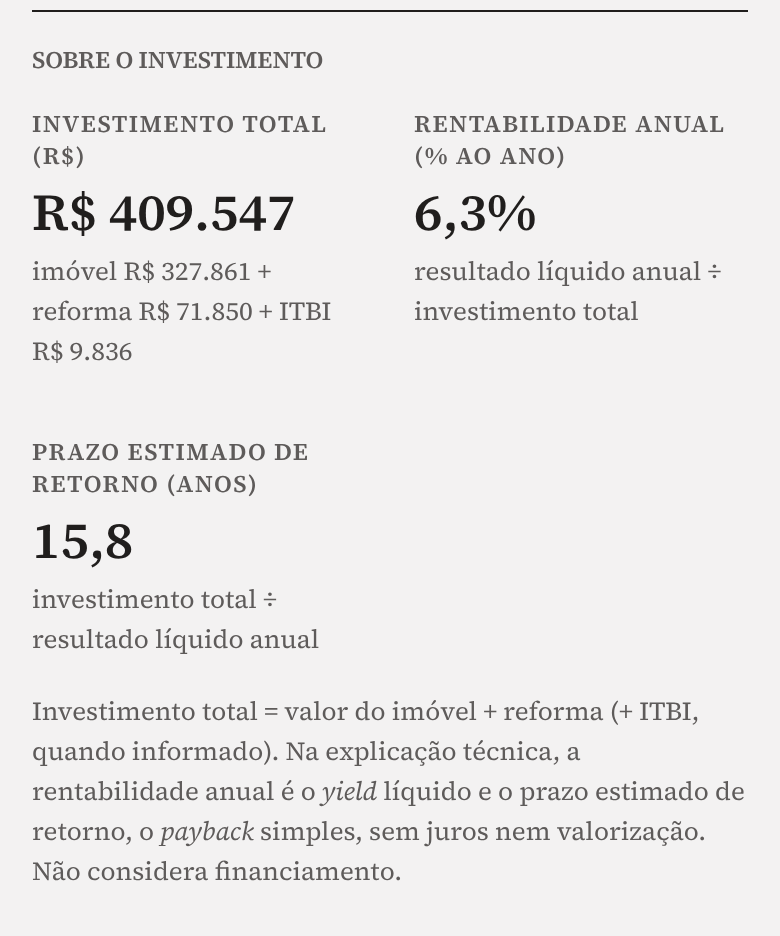 SOBRE O INVESTIMENTO
INVESTIMENTO TOTAL
(R$)
R$ 409.547
imóvel R$ 327.861 +
reforma R$ 71.850 + ITBI
R$ 9.836
RENTABILIDADE ANUAL
(% AO ANO)
6,3%
resultado líquido anual ÷
investimento total
PRAZO ESTIMADO DE
RETORNO (ANOS)
15,8
investimento total ÷
resultado líquido anual
Investimento total = valor do imóvel + reforma (+ ITBI,
quando informado). Na explicação técnica, a
rentabilidade anual é o yield líquido e o prazo estimado de
retorno, o payback simples, sem juros nem valorização.
Não considera financiamento.